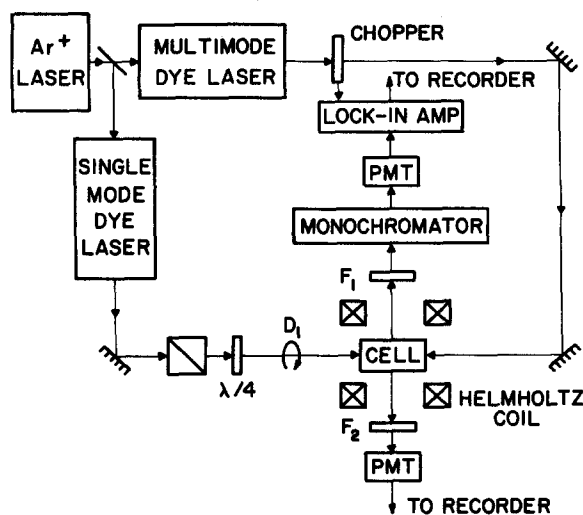 Ar+
LASER
MULTIMODE
DYE LASER
CHOPPER
TO RECORDER
LOCK-IN AMP
SINGLE
MODE
DYE
LASER
PMT
MONOCHROMATOR
F1
D1
CELL
λ/4
HELMHOLTZ
COIL
F2
PMT
TO RECORDER